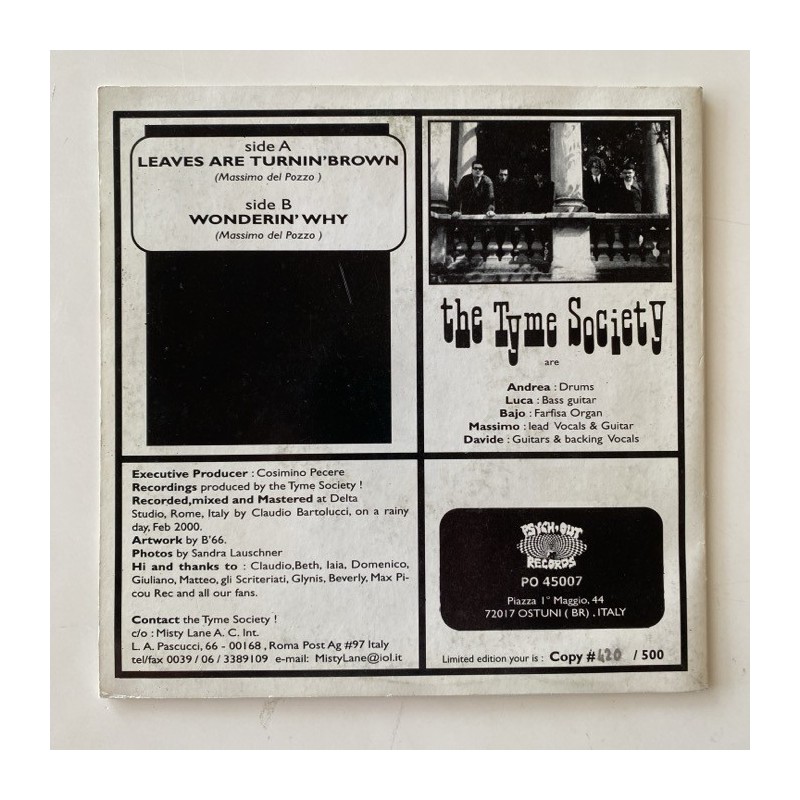 side A
LEAVES ARE TURNIN'BROWN
(Massimo del Pozzo )
side B
WONDERIN' WHY
(Massimo del Pozzo )
the Tyme Society
are
Andrea : Drums
Luca : Bass guitar
Bajo : Farfisa Organ
Massimo : lead Vocals & Guitar
Davide : Guitars & backing Vocals
Executive Producer : Cosimino Pecere
Recordings produced by the Tyme Society !
Recorded,mixed and Mastered at Delta
Studio, Rome, Italy by Claudio Bartolucci, on a rainy
day, Feb 2000.
Artwork by B'66.
Photos by Sandra Lauschner
Hi and thanks to : Claudio,Beth, Iaia, Domenico,
Giuliano, Matteo, gli Scriteriati, Glynis, Beverly, Max Pi-
cou Rec and all our fans.
Contact the Tyme Society !
c/o : Misty Lane A. C. Int.
L. A. Pascucci, 66 - 00168 , Roma Post Ag #97 Italy
tel/fax 0039 / 06 / 3389109 e-mail: MistyLane@iol.it
PSYCH-OUT
RECORDS
PO 45007
Piazza 1° Maggio, 44
72017 OSTUNI ( BR) , ITALY
Limited edition your is : Copy #420 / 500